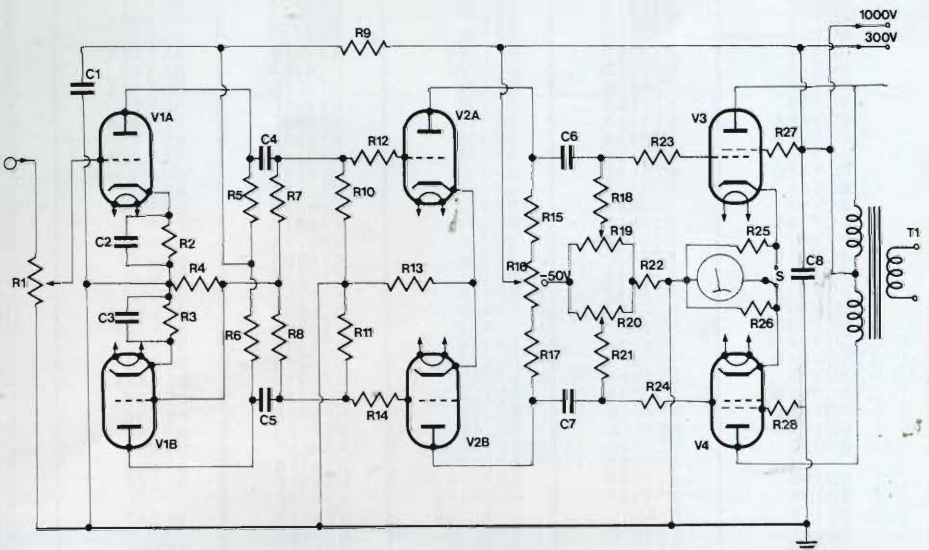 1000V
300V
R9
C1
V1A
V2A
V3
C4
R12
C6
R23
R27
R5
R7
R10
R15
R18
C2
R2
R19
R25
T1
R4
R13
R16
-50V
R22
C8
S
R1
C3
R3
R6
R8
R11
R17
R20
R26
R21
C5
R14
C7
R24
R28
V1B
V2B
V4